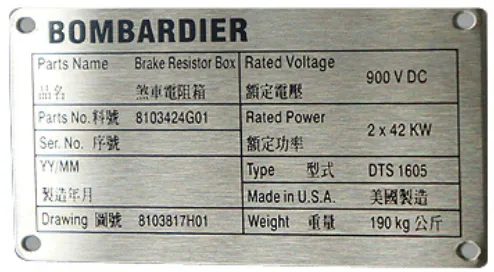 BOMBARDIER
Parts Name Brake Resistor Box
品名 煞車電阻箱
Parts No. 料號 8103424G01
Ser. No. 序號
YY/MM
製造年月
Drawing 圖號 8103817H01
Rated Voltage 900 V DC
額定電壓
Rated Power 2 x 42 KW
額定功率
Type 型式 DTS 1605
Made in U.S.A. 美國製造
Weight 重量 190 kg 公斤